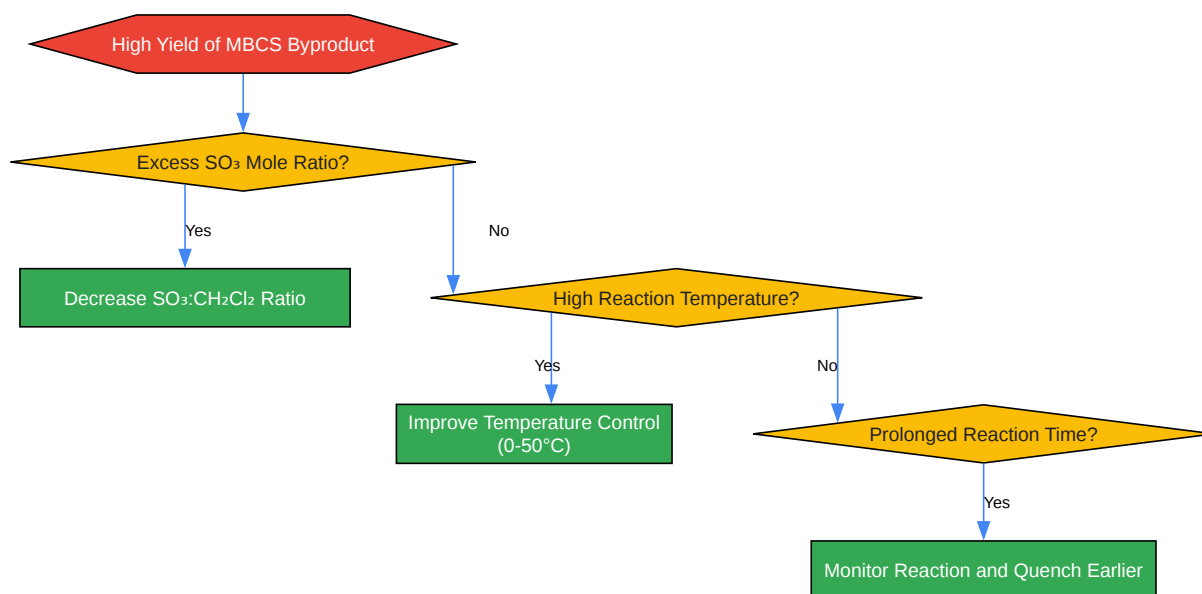 High Yield of MBCS Byproduct
Excess SO₃ Mole Ratio?
Yes
No
Decrease SO₃:CH₂Cl₂ Ratio
High Reaction Temperature?
Yes
No
Improve Temperature Control
(0-50°C)
Prolonged Reaction Time?
Yes
Monitor Reaction and Quench Earlier